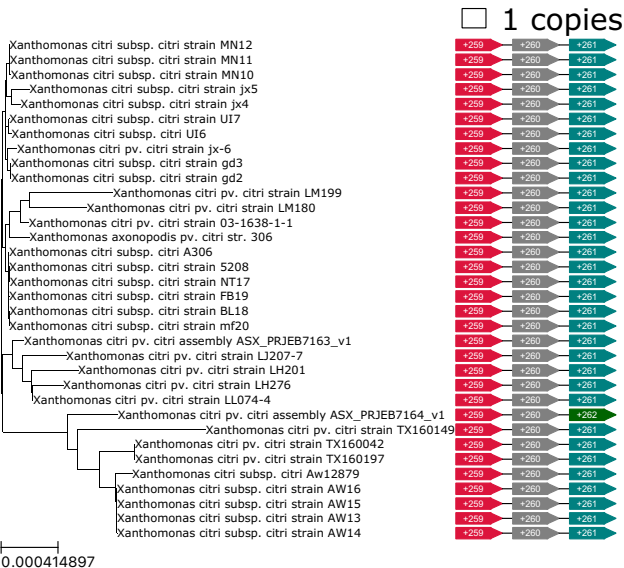 1 copies
Xanthomonas citri subsp. citri strain MN12 +259 +260 +261
Xanthomonas citri subsp. citri strain MN11 +259 +260 +261
Xanthomonas citri subsp. citri strain MN10 +259 +260 +261
Xanthomonas citri subsp. citri strain jx5 +259 +260 +261
Xanthomonas citri subsp. citri strain jx4 +259 +260 +261
Xanthomonas citri subsp. citri strain UI7 +259 +260 +261
Xanthomonas citri subsp. citri UI6 +259 +260 +261
Xanthomonas citri pv. citri strain jx-6 +259 +260 +261
Xanthomonas citri subsp. citri strain gd3 +259 +260 +261
Xanthomonas citri subsp. citri strain gd2 +259 +260 +261
Xanthomonas citri pv. citri strain LM199 +259 +260 +261
Xanthomonas citri pv. citri strain LM180 +259 +260 +261
Xanthomonas citri pv. citri strain 03-1638-1-1 +259 +260 +261
Xanthomonas axonopodis pv. citri str. 306 +259 +260 +261
Xanthomonas citri subsp. citri A306 +259 +260 +261
Xanthomonas citri subsp. citri strain 5208 +259 +260 +261
Xanthomonas citri subsp. citri strain NT17 +259 +260 +261
Xanthomonas citri subsp. citri strain FB19 +259 +260 +261
Xanthomonas citri subsp. citri strain BL18 +259 +260 +261
Xanthomonas citri subsp. citri strain mf20 +259 +260 +261
Xanthomonas citri pv. citri assembly ASX_PRJEB7163_v1 +259 +260 +261
Xanthomonas citri pv. citri strain LJ207-7 +259 +260 +261
Xanthomonas citri pv. citri strain LH201 +259 +260 +261
Xanthomonas citri pv. citri strain LH276 +259 +260 +261
Xanthomonas citri pv. citri strain LL074-4 +259 +260 +261
Xanthomonas citri pv. citri assembly ASX_PRJEB7164_v1 +259 +260 +262
Xanthomonas citri pv. citri strain TX160149 +259 +260 +261
Xanthomonas citri pv. citri strain TX160042 +259 +260 +261
Xanthomonas citri pv. citri strain TX160197 +259 +260 +261
Xanthomonas citri subsp. citri Aw12879 +259 +260 +261
Xanthomonas citri subsp. citri strain AW16 +259 +260 +261
Xanthomonas citri subsp. citri strain AW15 +259 +260 +261
Xanthomonas citri subsp. citri strain AW13 +259 +260 +261
Xanthomonas citri subsp. citri strain AW14 +259 +260 +261
0.000414897